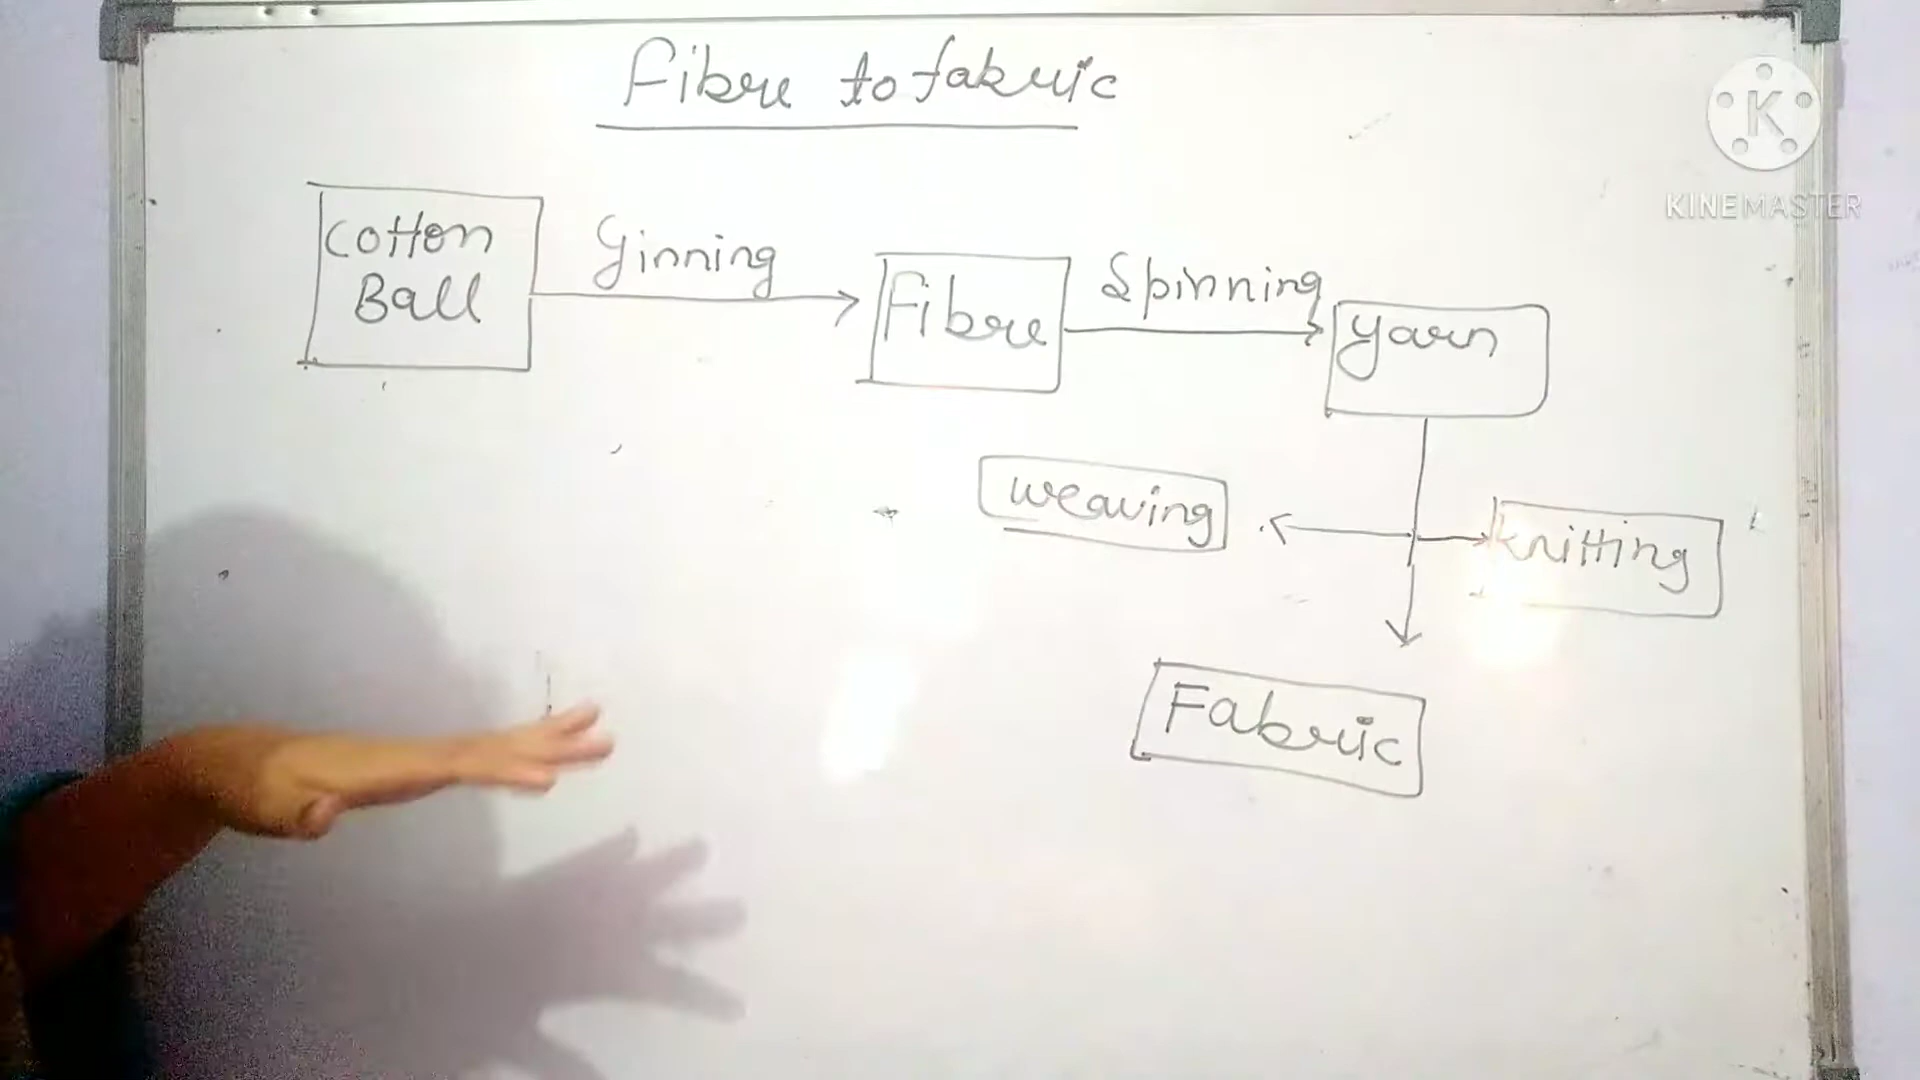 Fibre to fabric
Cotton
Ball
Ginning
Fibre
Spinning
Yarn
Weaving
Knitting
Fabric
K
KINEMASTER